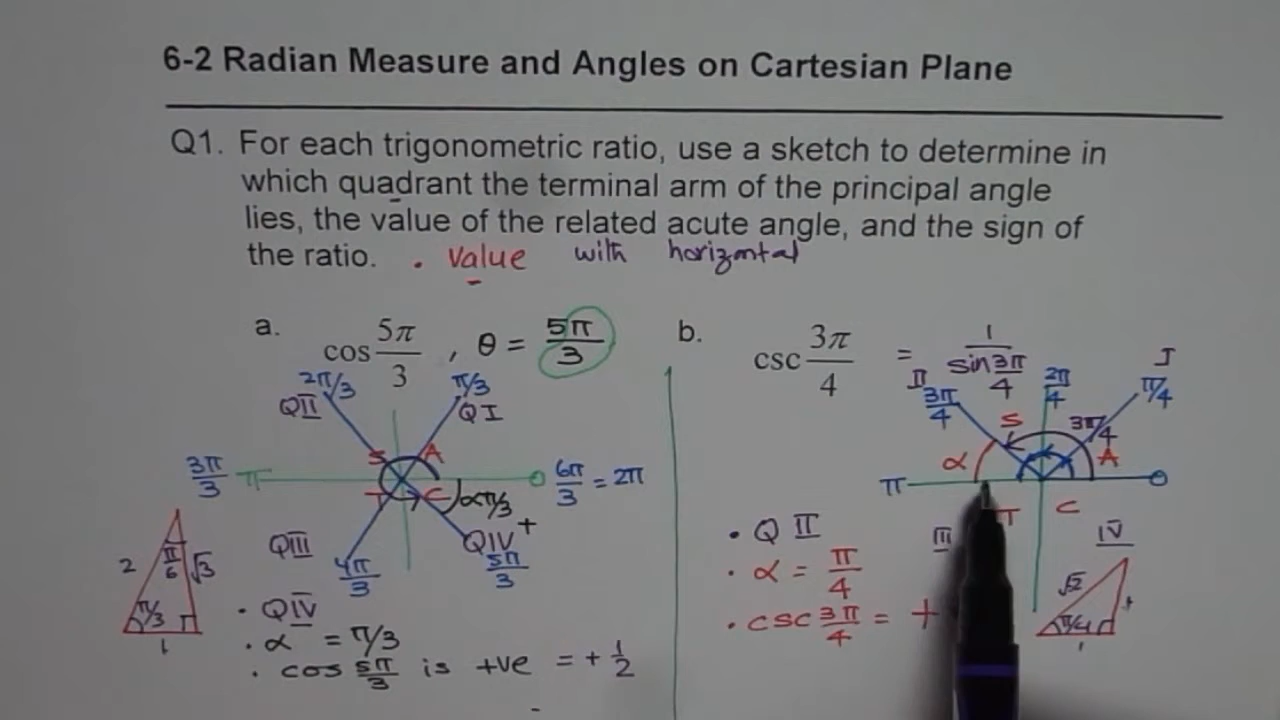 6-2 Radian Measure and Angles on Cartesian Plane
Q1. For each trigonometric ratio, use a sketch to determine in
which quadrant the terminal arm of the principal angle
lies, the value of the related acute angle, and the sign of
the ratio. . value with horizontal
a. cos 5π/3 , θ = 5π/3
2π/3 π/3
QII QI
S A
3π/3 π 6π/3 = 2π
T C α π/3
QIII QIV +
4π/3 5π/3
2 π/6 √3
π/3
1
• QIV
• α = π/3
• cos 5π/3 is +ve = + 1/2
b. csc 3π/4 = 1/sin 3π/4
II 3π/4 2π/4 I π/4
S 3π/4 A
α
π
T C
III IV
• Q II
• α = π/4
• csc 3π/4 = +
√2 1
π/4
1